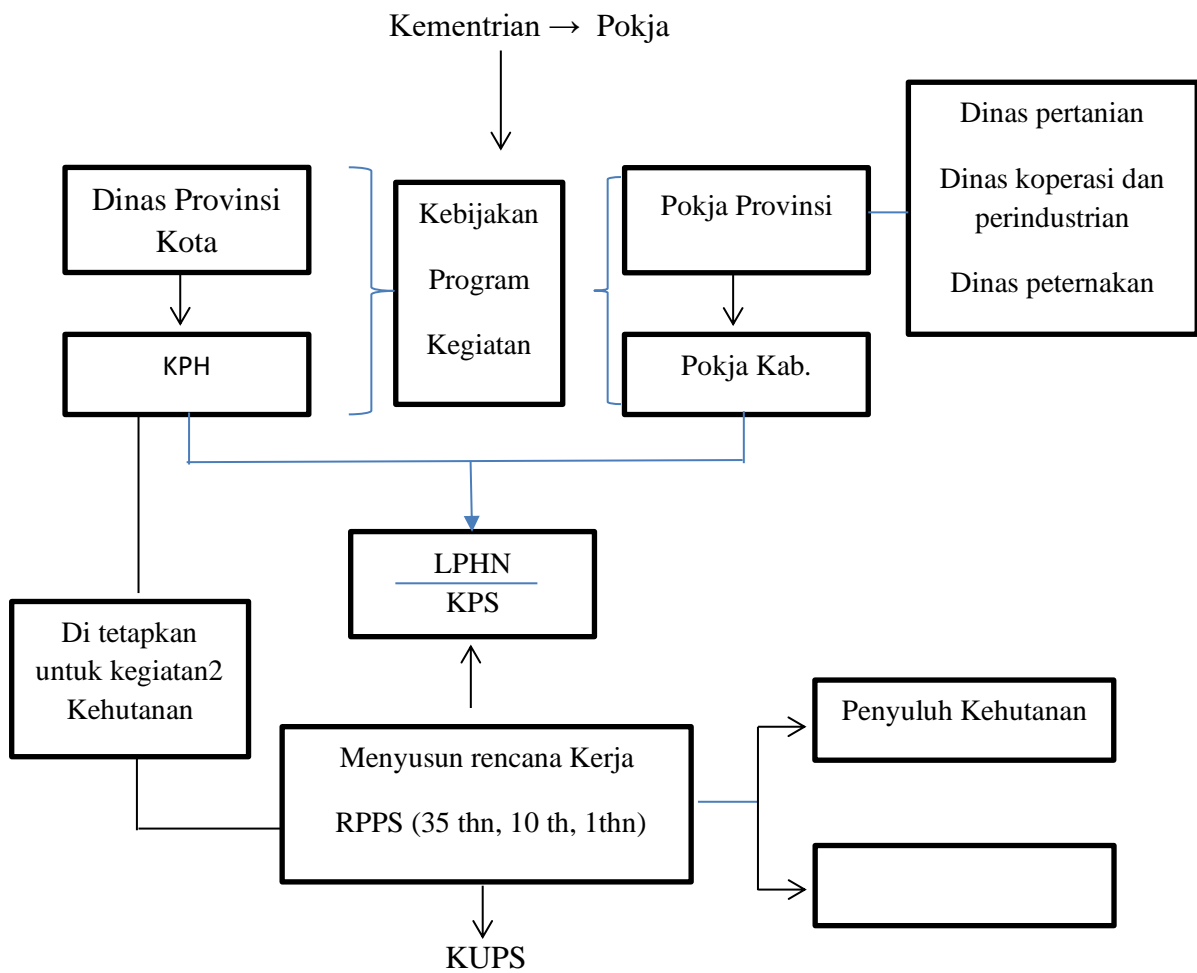 Kementrian → Pokja
Dinas Provinsi
Kota
KPH
Kebijakan
Program
Kegiatan
Pokja Provinsi
Pokja Kab.
Dinas pertanian
Dinas koperasi dan
perindustrian
Dinas peternakan
LPHN
KPS
Di tetapkan
untuk kegiatan2
Kehutanan
Menyusun rencana Kerja
RPPS (35 thn, 10 th, 1thn)
Penyuluh Kehutanan
KUPS